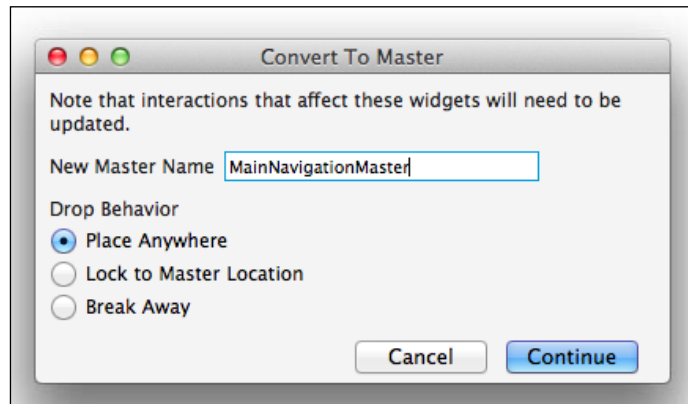 Convert To Master
Note that interactions that affect these widgets will need to be
updated.
New Master Name MainNavigationMaster
Drop Behavior
Place Anywhere
Lock to Master Location
Break Away
Cancel Continue